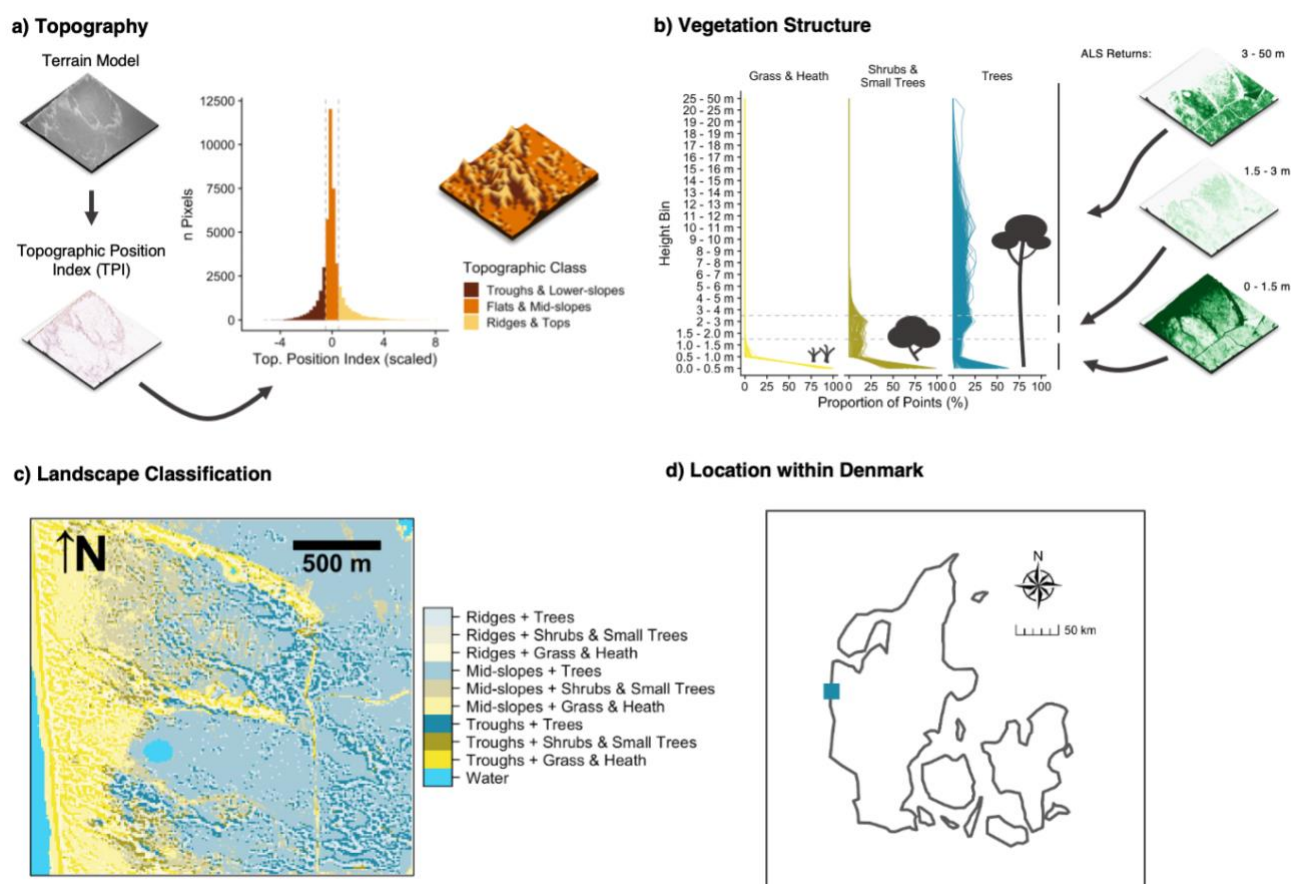 a) Topography
Terrain Model
Topographic Position
Index (TPI)
n Pixels
12500
10000
7500
5000
2500
0
-4 0 4 8
Top. Position Index (scaled)
Topographic Class
Troughs & Lower-slopes
Flats & Mid-slopes
Ridges & Tops
b) Vegetation Structure
Grass & Heath
Shrubs &
Small Trees
Trees
ALS Returns:
3 - 50 m
1.5 - 3 m
0 - 1.5 m
Height Bin
25 - 50 m
20 - 25 m
19 - 20 m
18 - 19 m
17 - 18 m
16 - 17 m
15 - 16 m
14 - 15 m
13 - 14 m
12 - 13 m
11 - 12 m
10 - 11 m
9 - 10 m
8 - 9 m
7 - 8 m
6 - 7 m
5 - 6 m
4 - 5 m
3 - 4 m
2 - 3 m
1.5 - 2.0 m
1.0 - 1.5 m
0.5 - 1.0 m
0.0 - 0.5 m
0 25 50 75 100 0 25 50 75 100 0 25 50 75 100
Proportion of Points (%)
c) Landscape Classification
↑N
500 m
Ridges + Trees
Ridges + Shrubs & Small Trees
Ridges + Grass & Heath
Mid-slopes + Trees
Mid-slopes + Shrubs & Small Trees
Mid-slopes + Grass & Heath
Troughs + Trees
Troughs + Shrubs & Small Trees
Troughs + Grass & Heath
Water
d) Location within Denmark
N
50 km